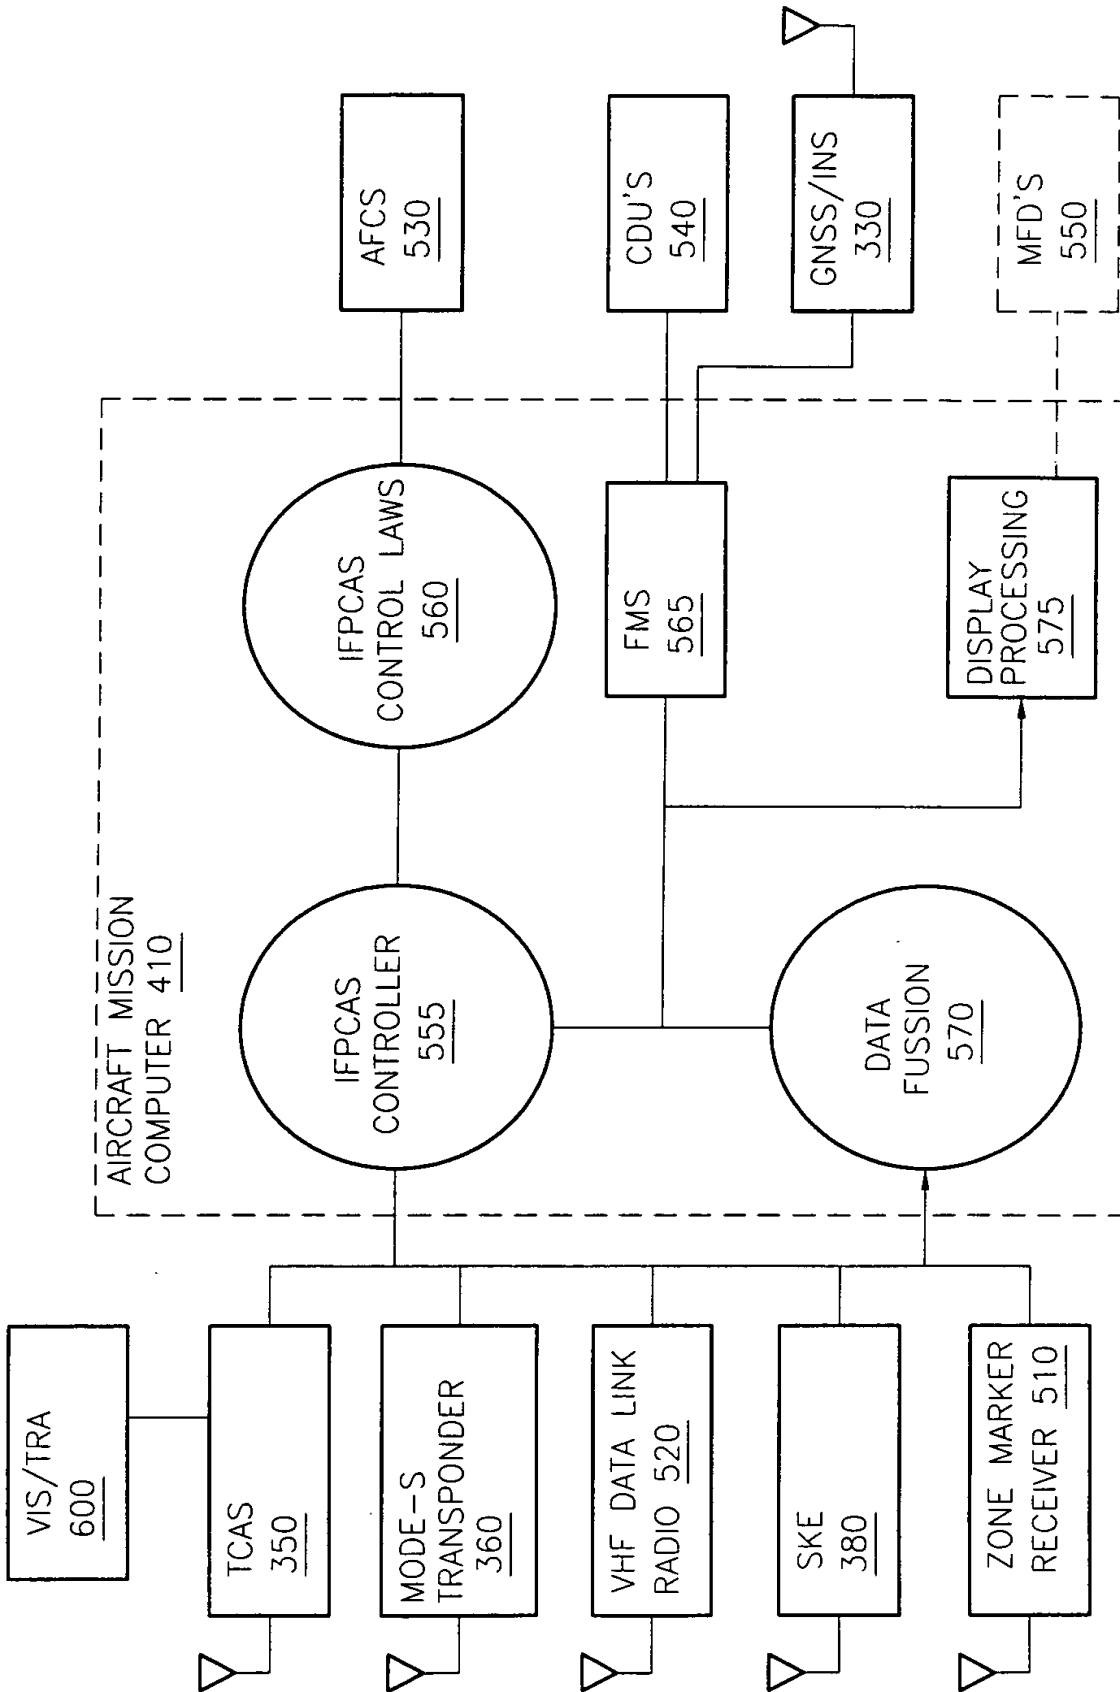 VIS/TRA
600
TCAS
350
MODE-S
TRANSPONDER
360
VHF DATA LINK
RADIO 520
SKE
380
ZONE MARKER
RECEIVER 510
AIRCRAFT MISSION
COMPUTER 410
IFPCAS
CONTROLLER
555
DATA
FUSSION
570
IFPCAS
CONTROL LAWS
560
FMS
565
DISPLAY
PROCESSING
575
AFCS
530
CDU'S
540
GNSS/INS
330
MFD'S
550